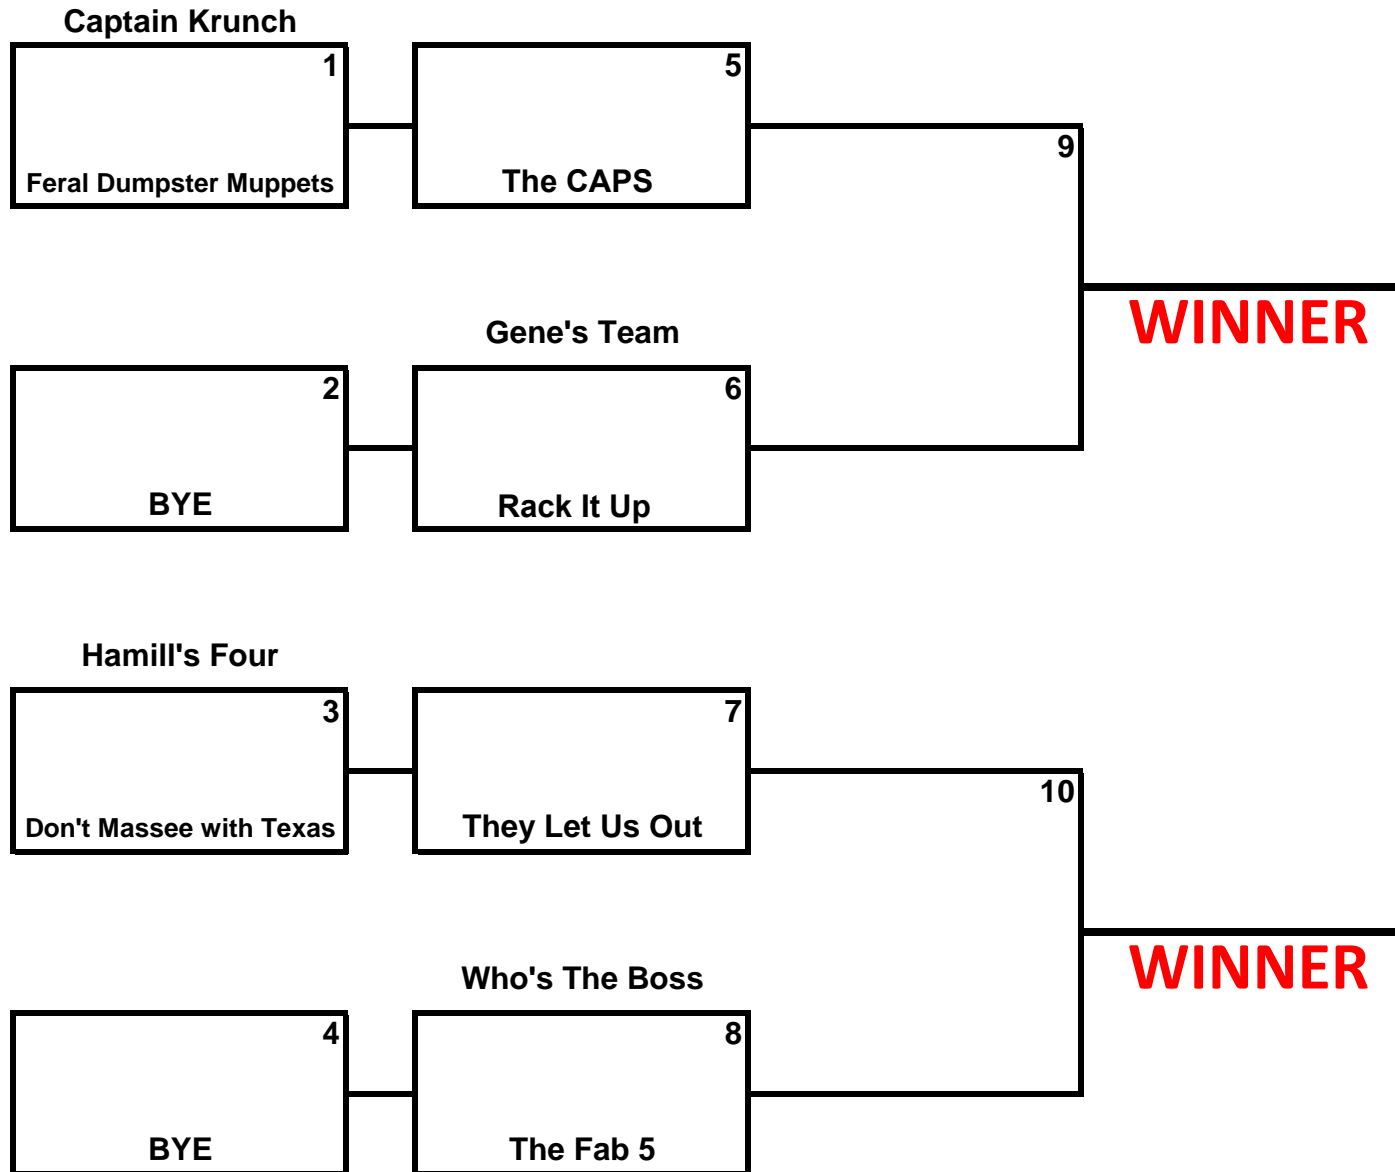 Captain Krunch
1
5
9
Feral Dumpster Muppets
The CAPS
WINNER
Gene's Team
2
6
BYE
Rack It Up
Hamill's Four
3
7
10
Don't Massee with Texas
They Let Us Out
WINNER
Who's The Boss
4
8
BYE
The Fab 5